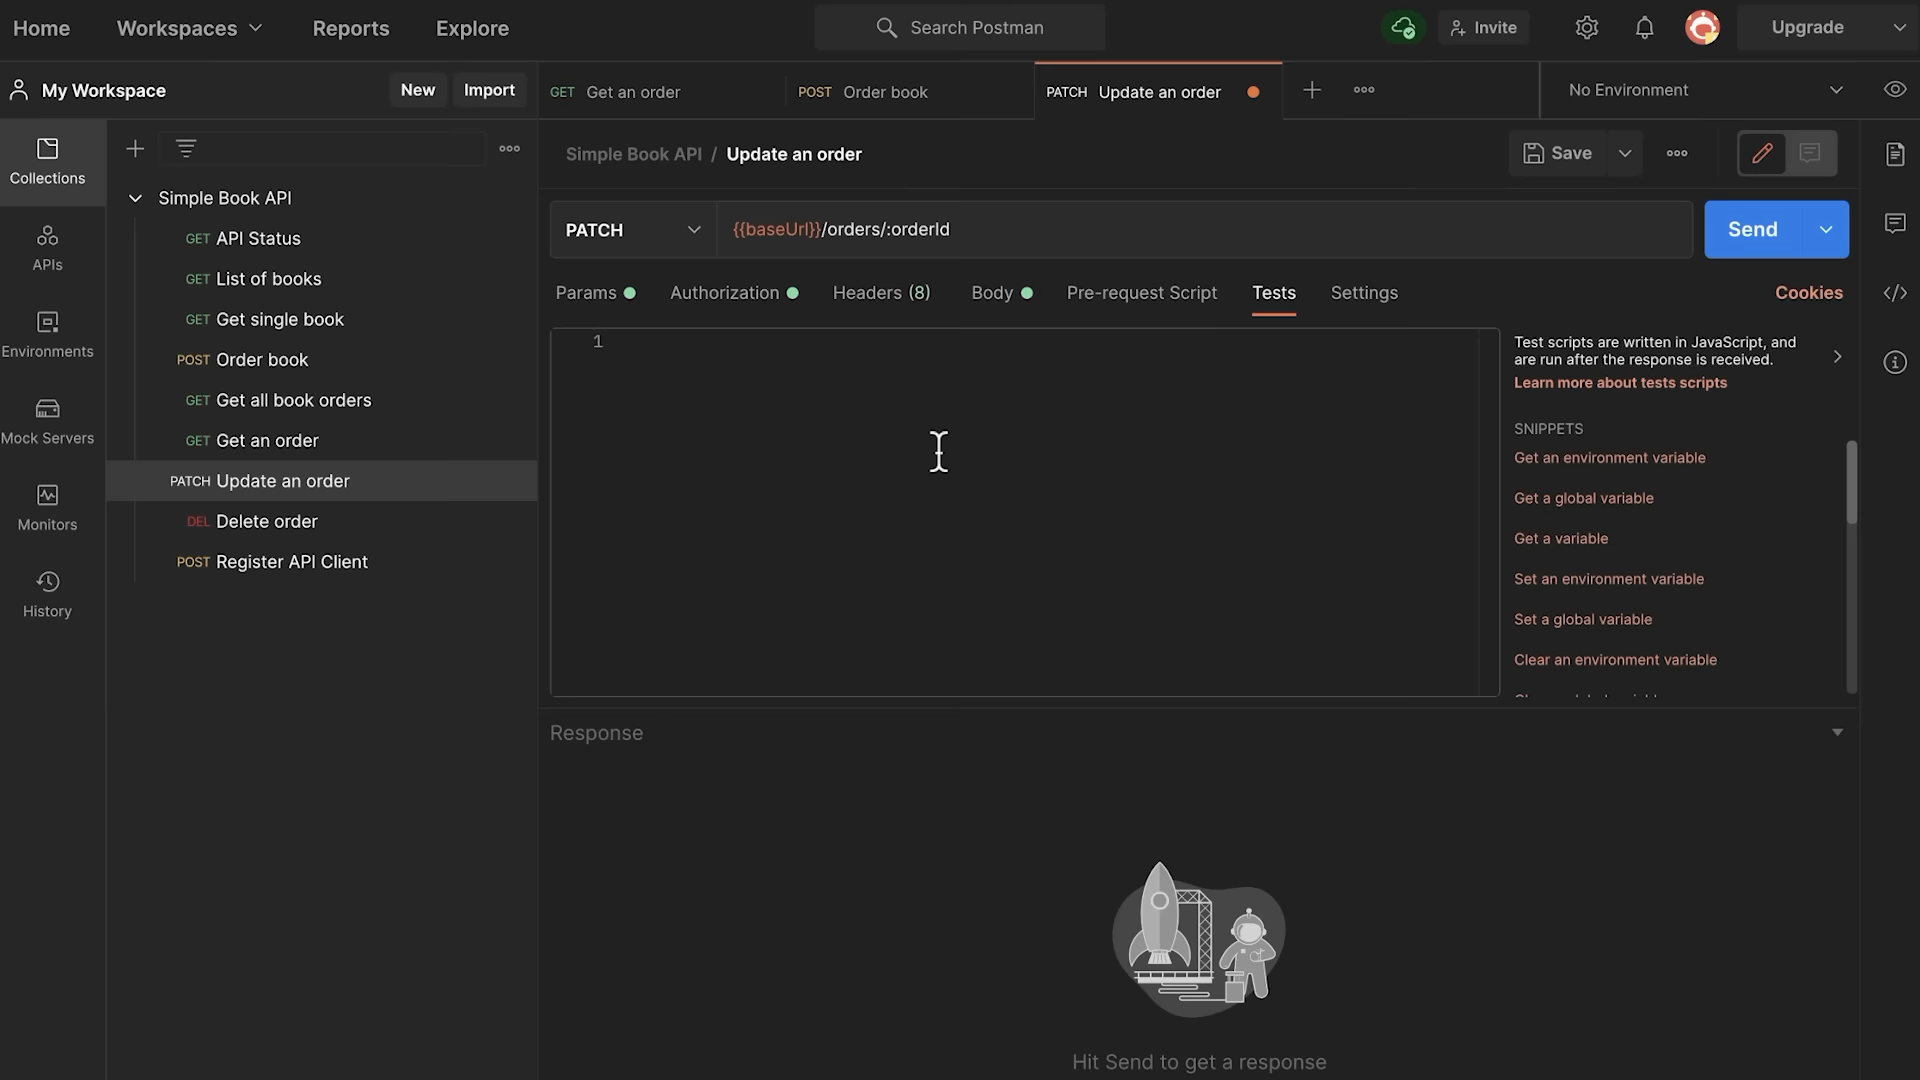 Home
Workspaces
Reports
Explore
Search Postman
Invite
Upgrade
My Workspace
New
Import
GET Get an order
POST Order book
PATCH Update an order
No Environment
Collections
APIs
Environments
Mock Servers
Monitors
History
Simple Book API
GET API Status
GET List of books
GET Get single book
POST Order book
GET Get all book orders
GET Get an order
PATCH Update an order
DEL Delete order
POST Register API Client
Simple Book API / Update an order
Save
PATCH
{{baseUrl}}/orders/:orderId
Send
Params
Authorization
Headers (8)
Body
Pre-request Script
Tests
Settings
Cookies
1
Test scripts are written in JavaScript, and
are run after the response is received.
Learn more about tests scripts
SNIPPETS
Get an environment variable
Get a global variable
Get a variable
Set an environment variable
Set a global variable
Clear an environment variable
Response
Hit Send to get a response